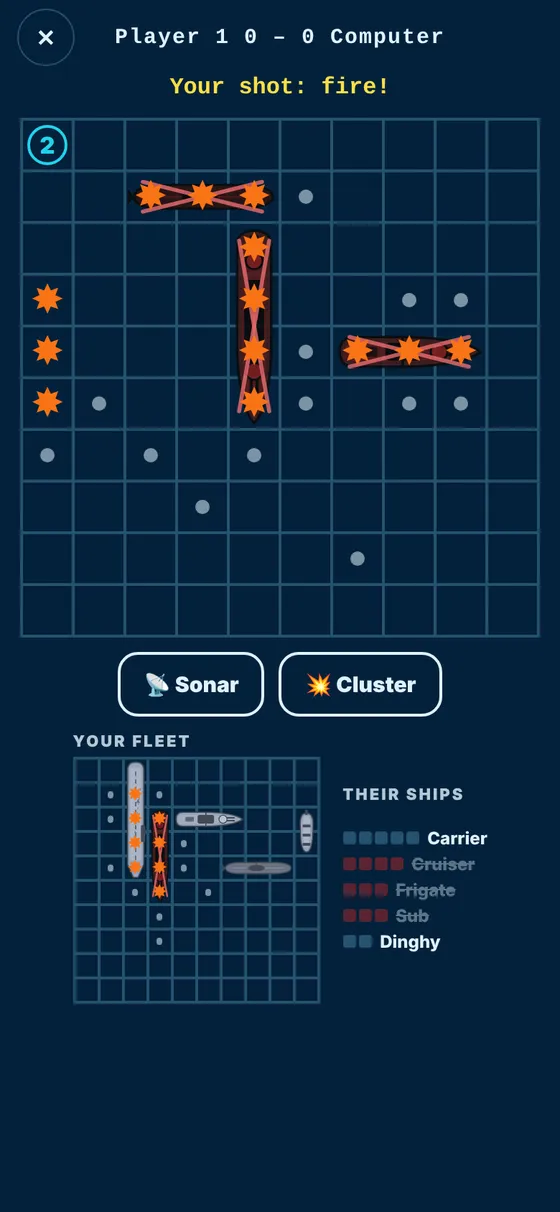 ×
Player 1 0 – 0 Computer
Your shot: fire!
2
Sonar
Cluster
YOUR FLEET
THEIR SHIPS
Carrier
Cruiser
Frigate
Sub
Dinghy